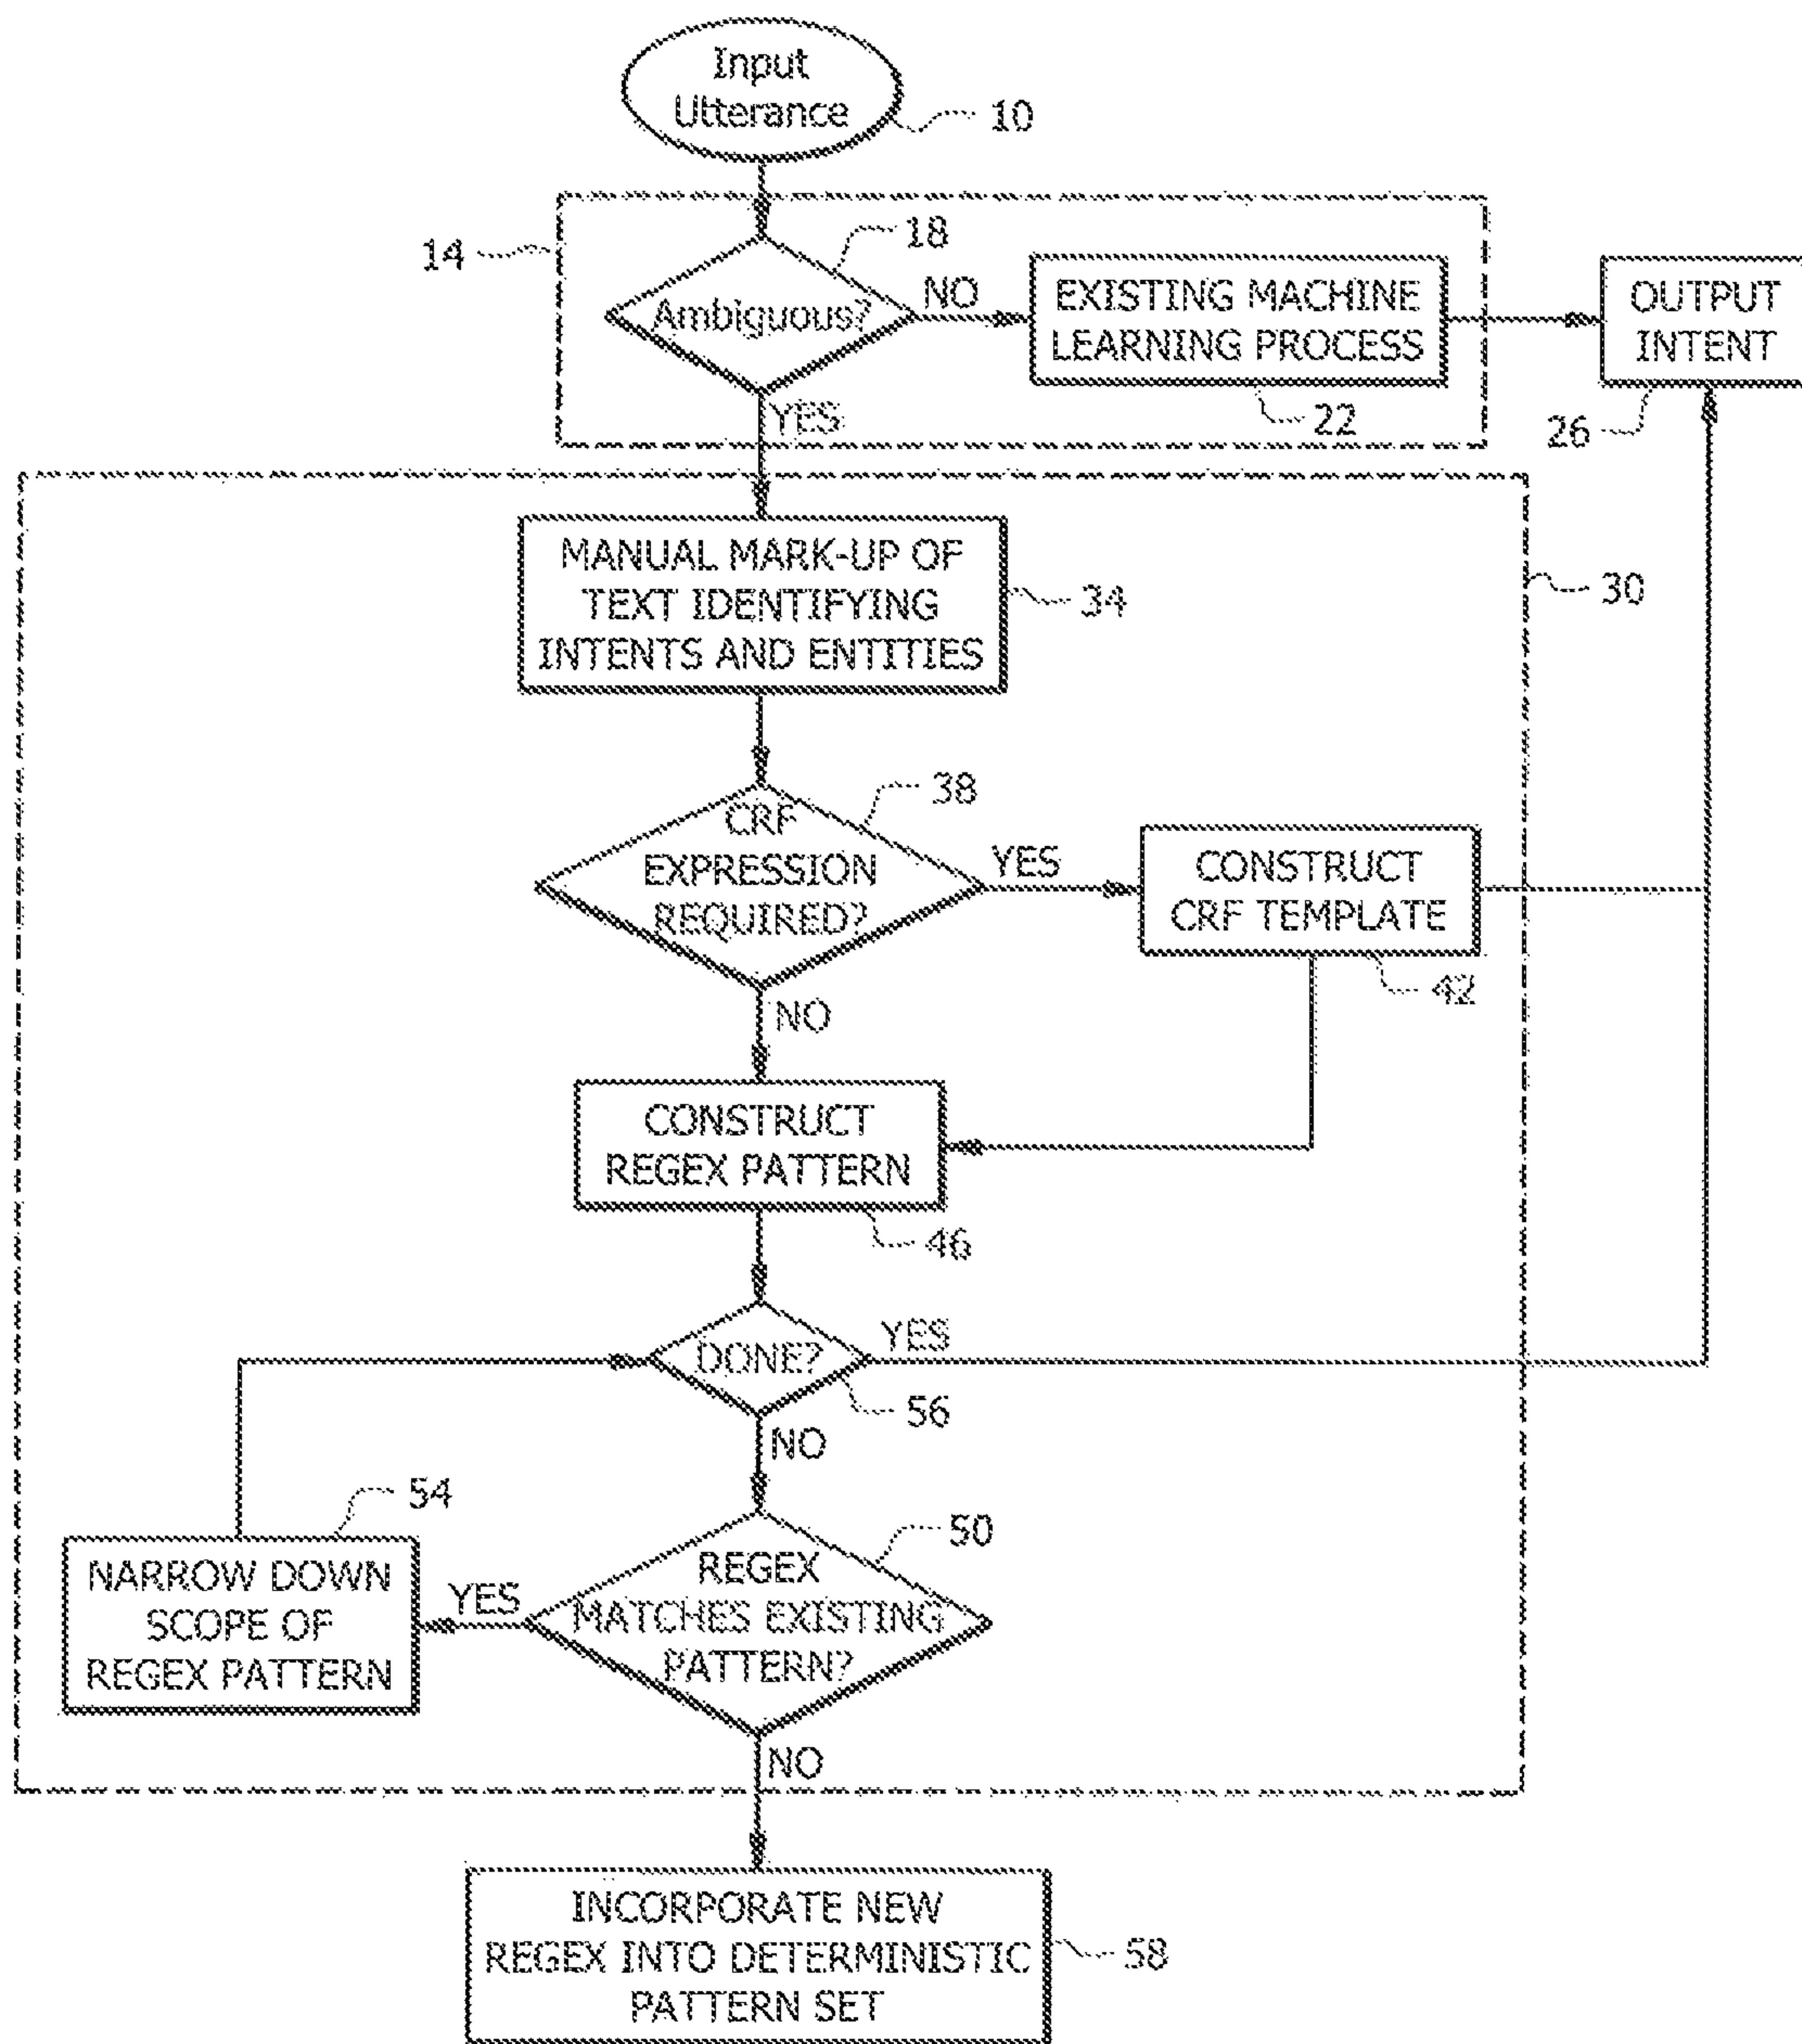 Input
Utterance
10
14
18
Ambiguous?
NO
EXISTING MACHINE
LEARNING PROCESS
22
OUTPUT
INTENT
26
YES
MANUAL MARK-UP OF
TEXT IDENTIFYING
INTENTS AND ENTITIES
34
30
38
CRF
EXPRESSION
REQUIRED?
YES
CONSTRUCT
CRF TEMPLATE
42
NO
CONSTRUCT
REGEX PATTERN
46
DONE?
YES
56
NO
54
NARROW DOWN
SCOPE OF
REGEX PATTERN
YES
50
REGEX
MATCHES EXISTING
PATTERN?
NO
INCORPORATE NEW
REGEX INTO DETERMINISTIC
PATTERN SET
58